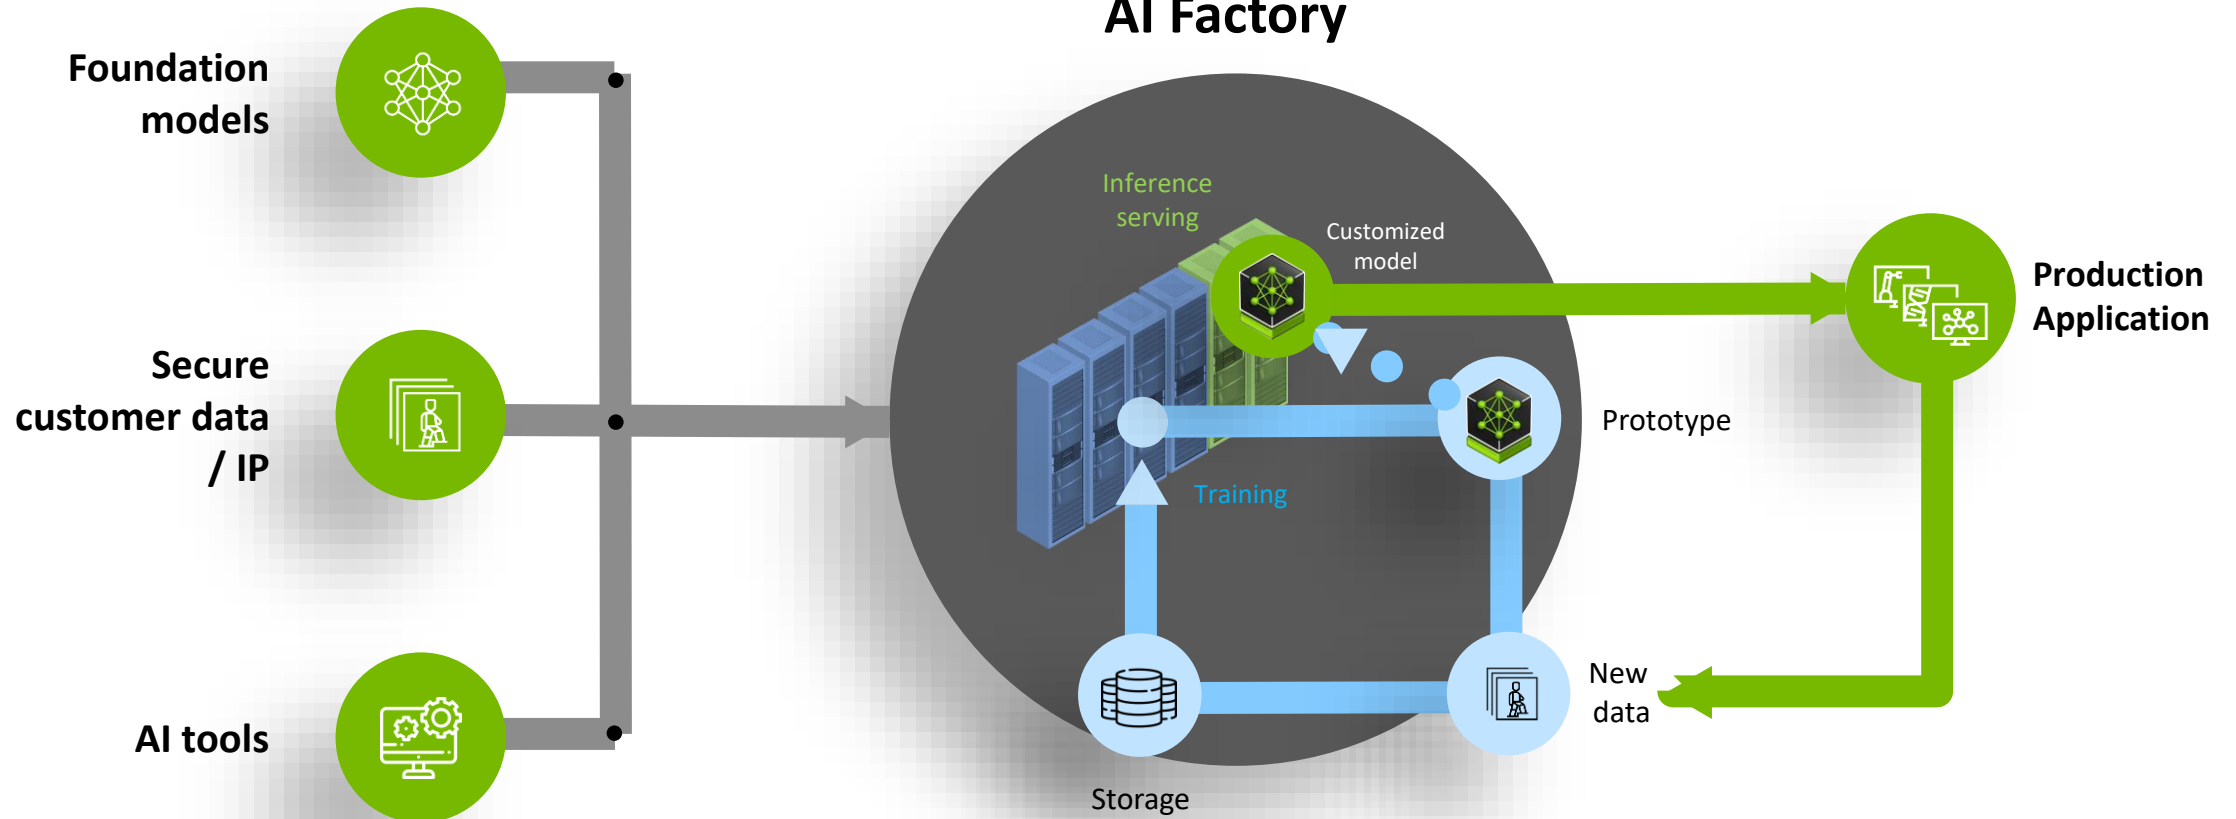 AI Factory
Foundation
models
Secure
customer data
/ IP
AI tools
Inference
serving
Customized
model
Training
Prototype
New
data
Storage
Production
Application